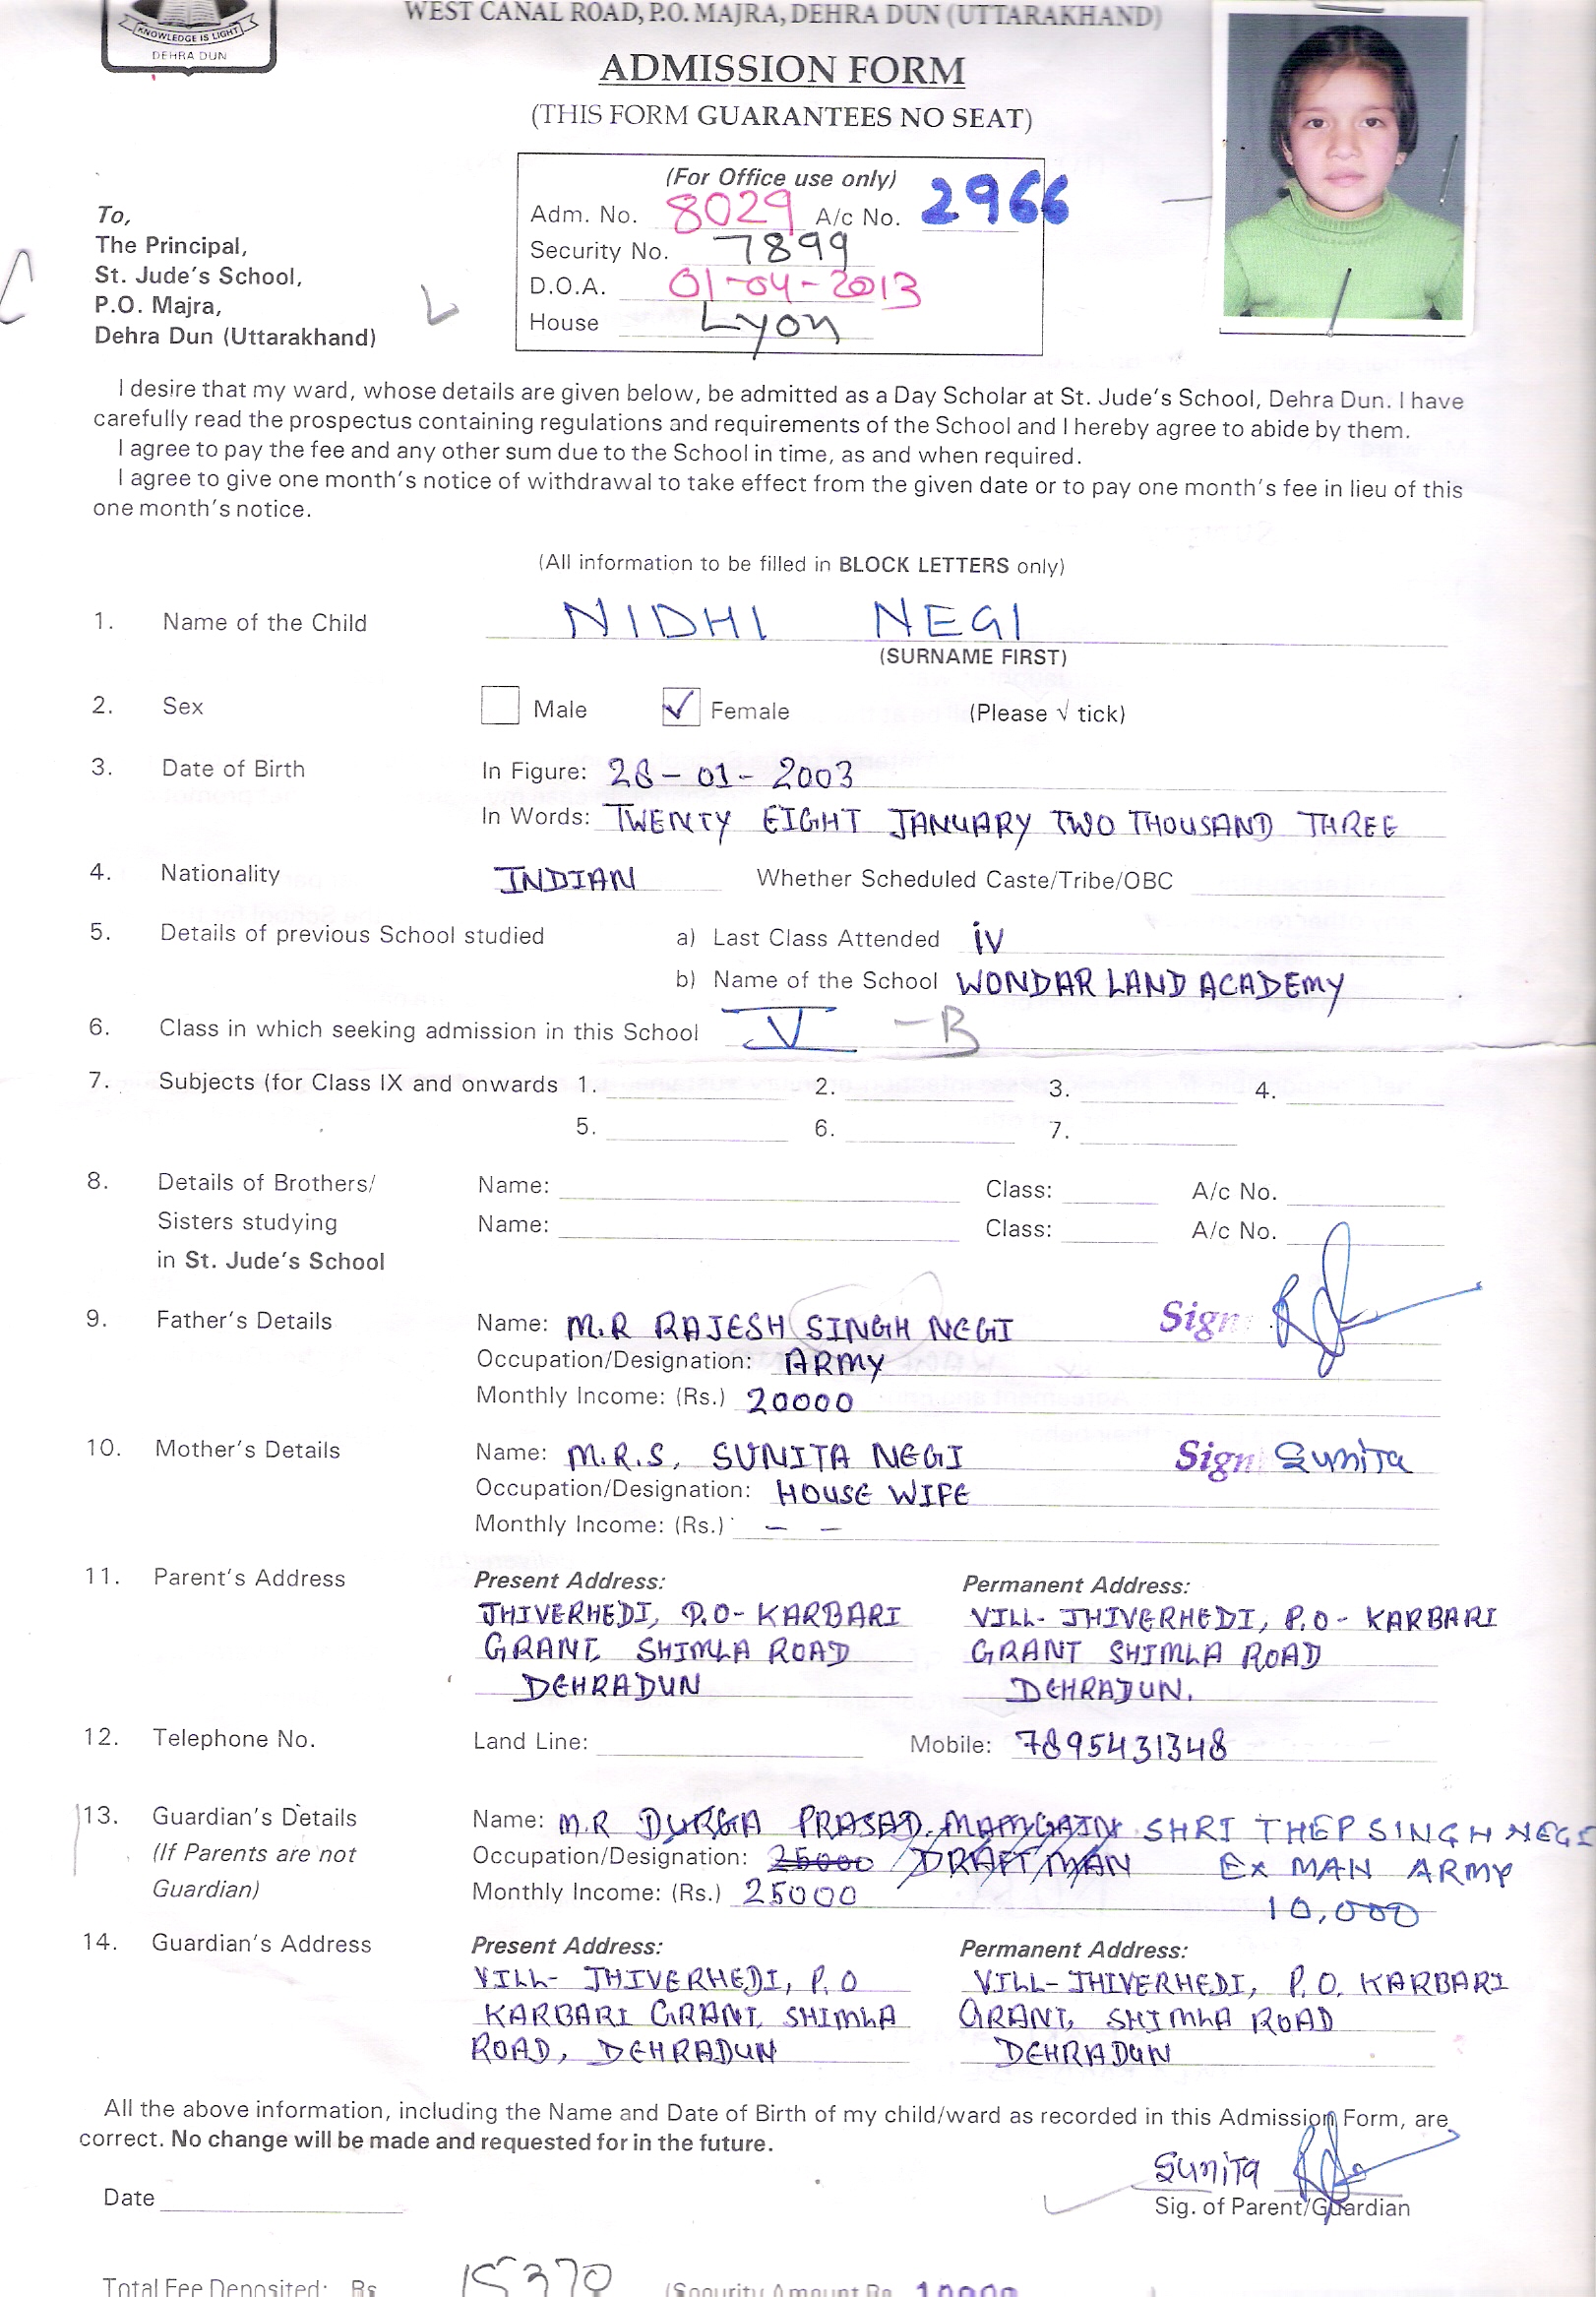 WEST CANAL ROAD, P.O. MAJRA, DEHRA DUN (UTTARAKHAND)
KNOWLEDGE IS LIGHT
DEHRA DUN
ADMISSION FORM
(THIS FORM GUARANTEES NO SEAT)
(For Office use only)
Adm. No. 8029 A/c No. 2966
Security No. 7899
D.O.A. 01-04-2013
House Lyon
To,
The Principal,
St. Jude's School,
P.O. Majra,
Dehra Dun (Uttarakhand)
I desire that my ward, whose details are given below, be admitted as a Day Scholar at St. Jude's School, Dehra Dun. I have
carefully read the prospectus containing regulations and requirements of the School and I hereby agree to abide by them.
I agree to pay the fee and any other sum due to the School in time, as and when required.
I agree to give one month's notice of withdrawal to take effect from the given date or to pay one month's fee in lieu of this
one month's notice.
(All information to be filled in BLOCK LETTERS only)
1. Name of the Child NIDHI NEGI
(SURNAME FIRST)
2. Sex Male ✓ Female (Please √ tick)
3. Date of Birth In Figure: 28-01-2003
In Words: TWENTY EIGHT JANUARY TWO THOUSAND THREE
4. Nationality INDIAN Whether Scheduled Caste/Tribe/OBC
5. Details of previous School studied a) Last Class Attended iv
b) Name of the School WONDAR LAND ACADEMY
6. Class in which seeking admission in this School V -B
7. Subjects (for Class IX and onwards 1. 2. 3. 4.
5. 6. 7.
8. Details of Brothers/ Name: Class: A/c No.
Sisters studying Name: Class: A/c No.
in St. Jude's School
9. Father's Details Name: M.R RAJESH SINGH NEGI Sign
Occupation/Designation: ARMY
Monthly Income: (Rs.) 20000
10. Mother's Details Name: M.R.S, SUNITA NEGI Sign Sunita
Occupation/Designation: HOUSE WIFE
Monthly Income: (Rs.) - -
11. Parent's Address Present Address: Permanent Address:
JHIVERHEDI, P.O- KARBARI VILL- JHIVERHEDI, P.O- KARBARI
GRANT, SHIMLA ROAD GRANT SHIMLA ROAD
DEHRADUN DEHRADUN.
12. Telephone No. Land Line: Mobile: 7895431348
13. Guardian's Details Name: M.R DURGA PRASAD. MAMGAIN SHRI THEP SINGH NEGI
(If Parents are not Occupation/Designation: 25000 DRAFTMAN EX MAN ARMY
Guardian) Monthly Income: (Rs.) 25000 10,000
14. Guardian's Address Present Address: Permanent Address:
VILL- JHIVERHEDI, P.O VILL- JHIVERHEDI, P.O. KARBARI
KARBARI GRANT, SHIMLA GRANT, SHIMLA ROAD
ROAD, DEHRADUN DEHRADUN
All the above information, including the Name and Date of Birth of my child/ward as recorded in this Admission Form, are
correct. No change will be made and requested for in the future.
Sunita
Date Sig. of Parent/Guardian
Total Fee Deposited: Rs 15370 (Security Amount Rs